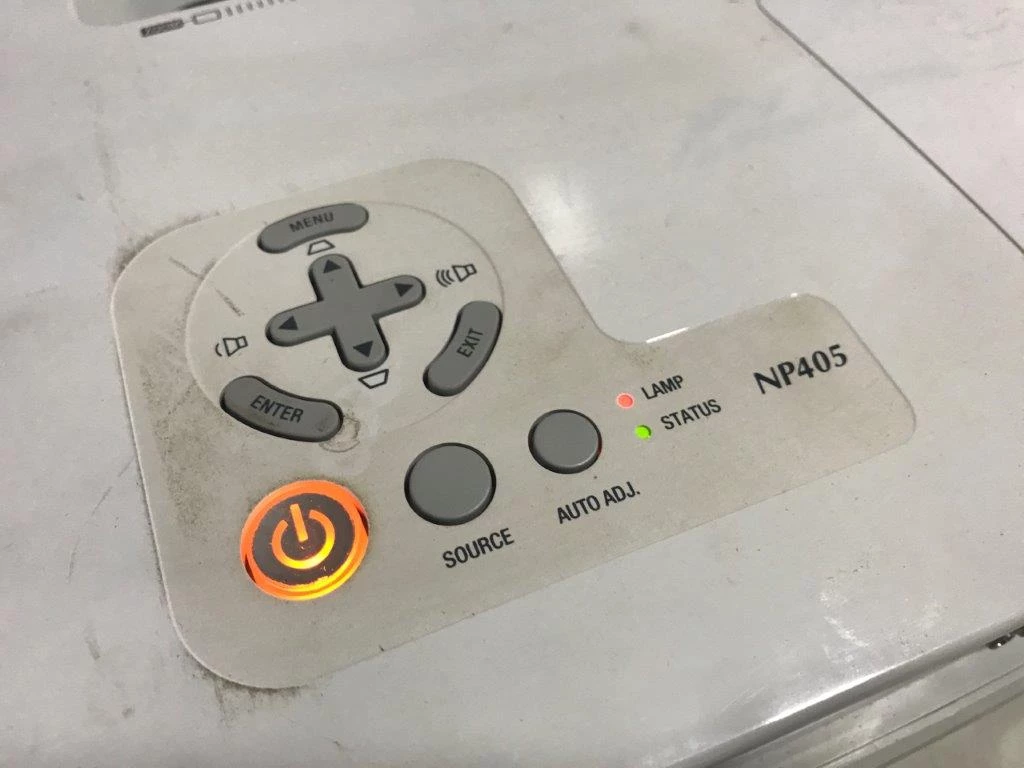 MENU
EXIT
ENTER
LAMP
STATUS
NP405
SOURCE
AUTO ADJ.